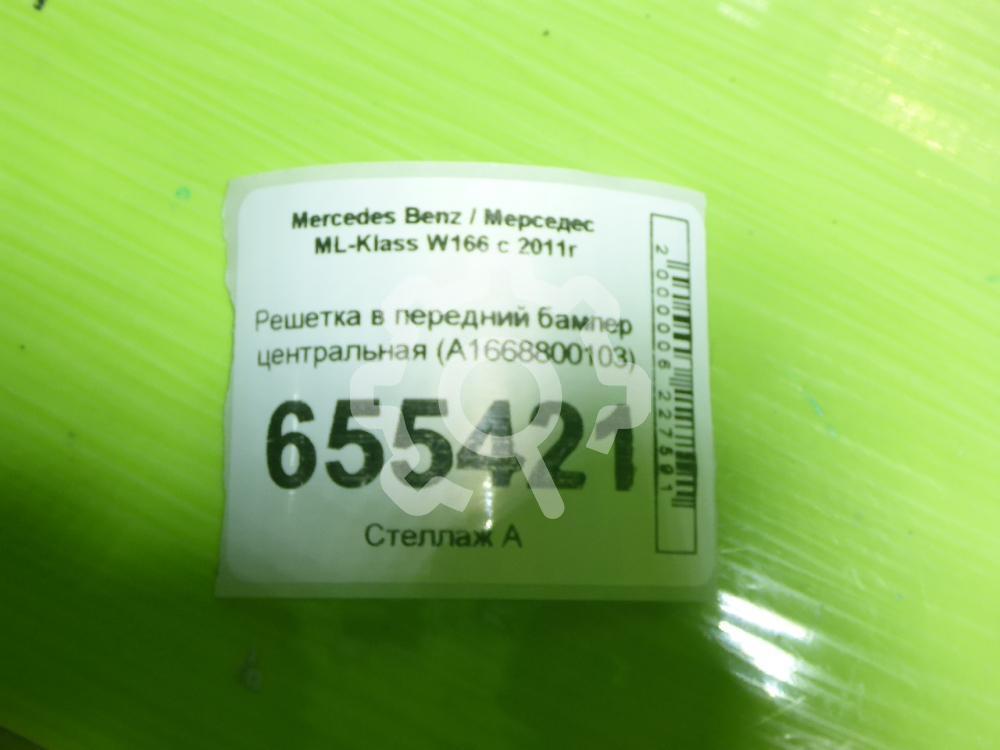 Mercedes Benz / Мерседес
ML-Klass W166 с 2011г
Решетка в передний бампер
центральная (A1668800103)
655421
Стеллаж А
2000006227591